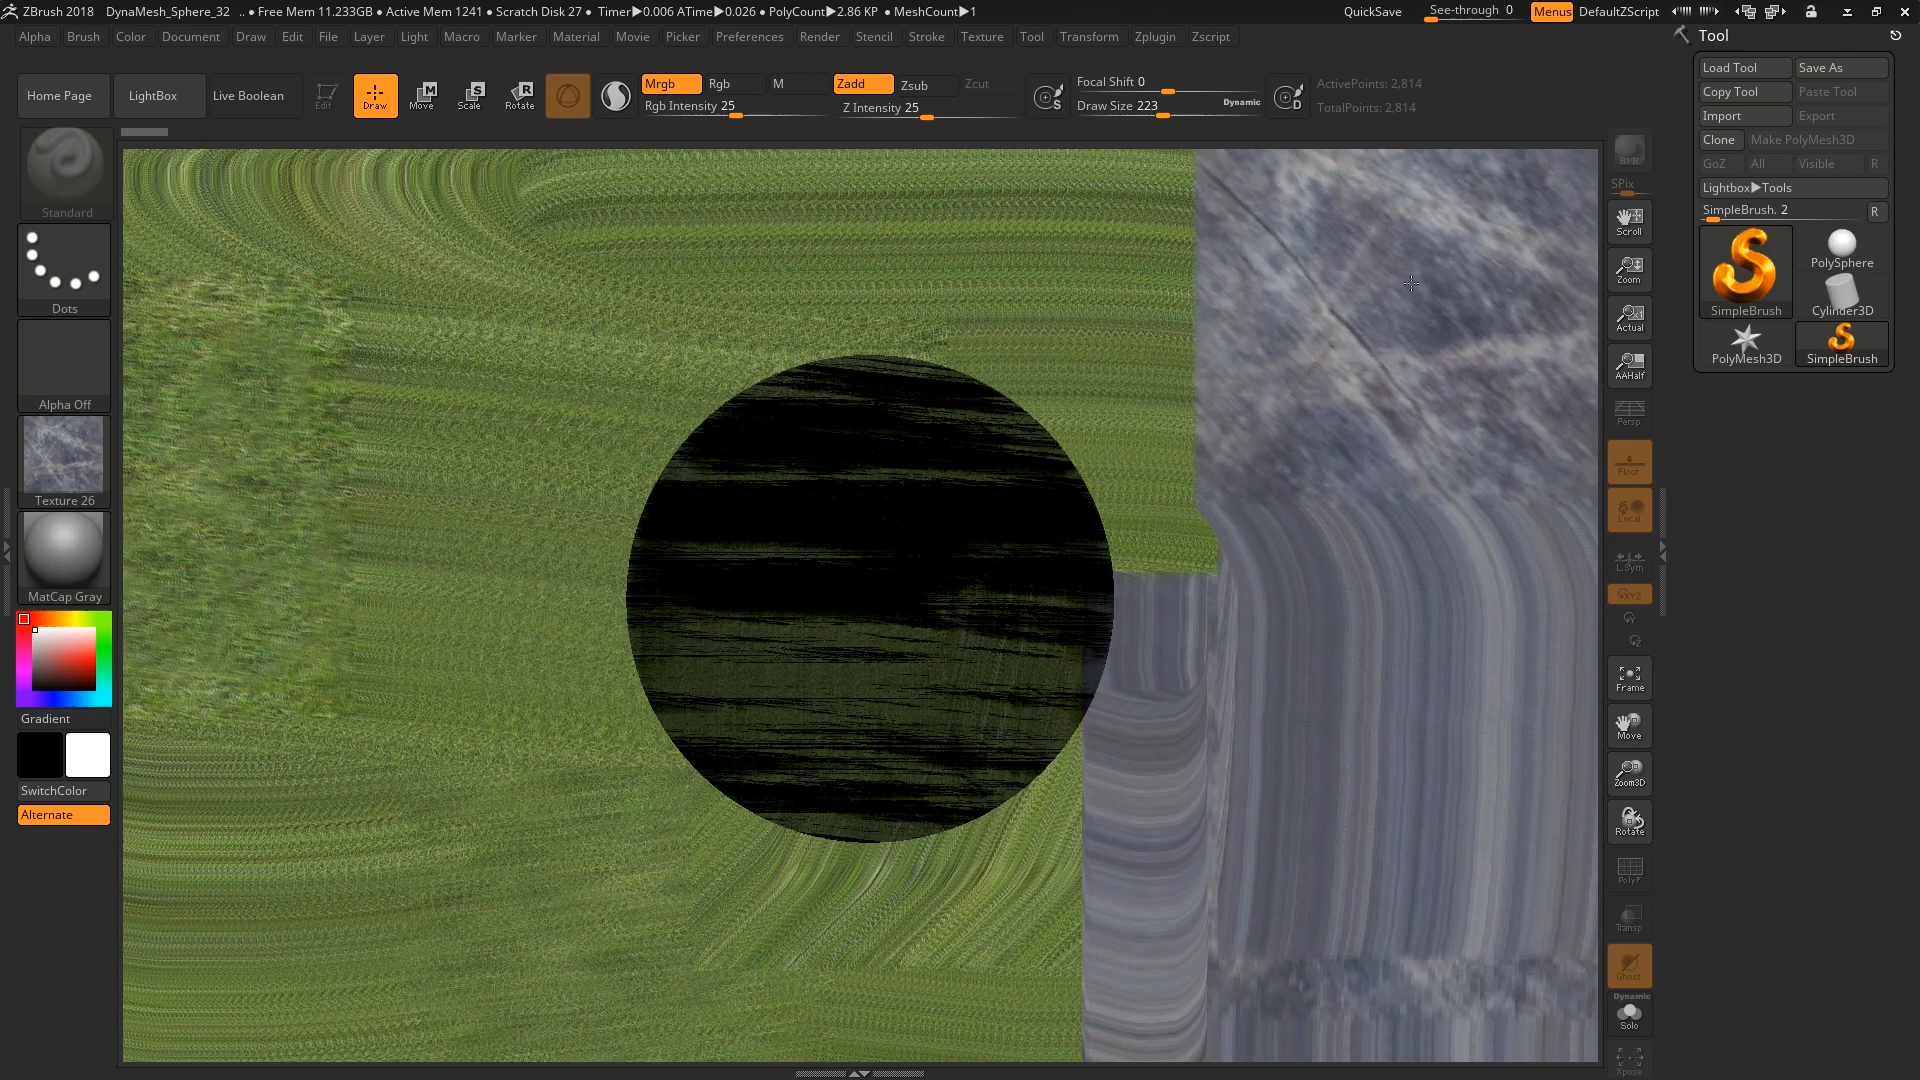 ZBrush 2018 DynaMesh_Sphere_32 .. • Free Mem 11.233GB • Active Mem 1241 • Scratch Disk 27 • Timer▶0.006 ATime▶0.026 • PolyCount▶2.86 KP • MeshCount▶1 QuickSave See-through 0 Menus DefaultZScript
Alpha Brush Color Document Draw Edit File Layer Light Macro Marker Material Movie Picker Preferences Render Stencil Stroke Texture Tool Transform Zplugin Zscript
Home Page LightBox Live Boolean Edit Draw Move Scale Rotate
Mrgb Rgb M Zadd Zsub Zcut
Rgb Intensity 25 Z Intensity 25
Focal Shift 0
Draw Size 223 Dynamic
ActivePoints: 2,814
TotalPoints: 2,814
Standard
Dots
Alpha Off
Texture 26
MatCap Gray
Gradient
SwitchColor
Alternate
BPR
SPix
Scroll
Zoom
Actual
AAHalf
Persp
Floor
Local
L.Sym
XYZ
Frame
Move
Zoom3D
Rotate
PolyF
Transp
Ghost
Dynamic
Solo
Xpose
Tool
Load Tool Save As
Copy Tool Paste Tool
Import Export
Clone Make PolyMesh3D
GoZ All Visible R
Lightbox▶Tools
SimpleBrush. 2 R
SimpleBrush PolySphere
Cylinder3D
PolyMesh3D SimpleBrush